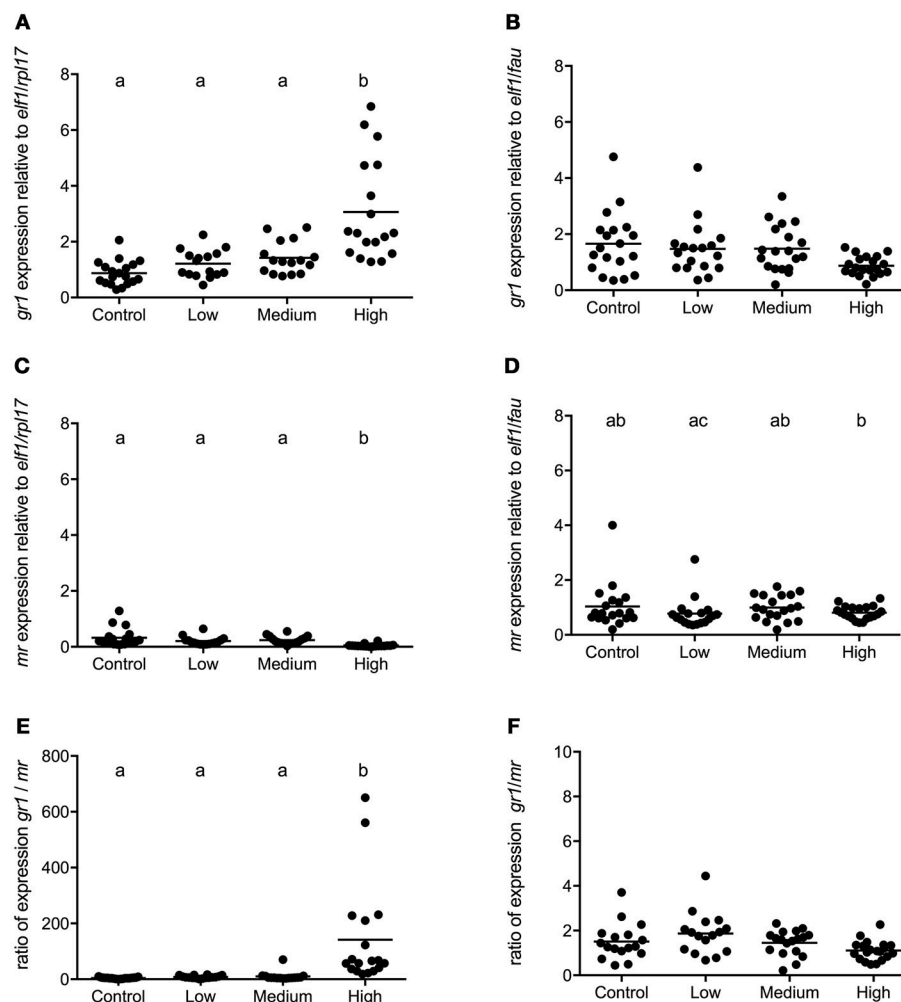 A
gr1 expression relative to elf1/rpl17
8
6
4
2
0
a a a b
Control Low Medium High
B
gr1 expression relative to elf1/fau
8
6
4
2
0
Control Low Medium High
C
mr expression relative to elf1/rpl17
8
6
4
2
0
a a a b
Control Low Medium High
D
mr expression relative to elf1/fau
8
6
4
2
0
ab ac ab b
Control Low Medium High
E
ratio of expression gr1 / mr
800
600
400
200
0
a a a b
Control Low Medium High
F
ratio of expression gr1/mr
10
8
6
4
2
0
Control Low Medium High